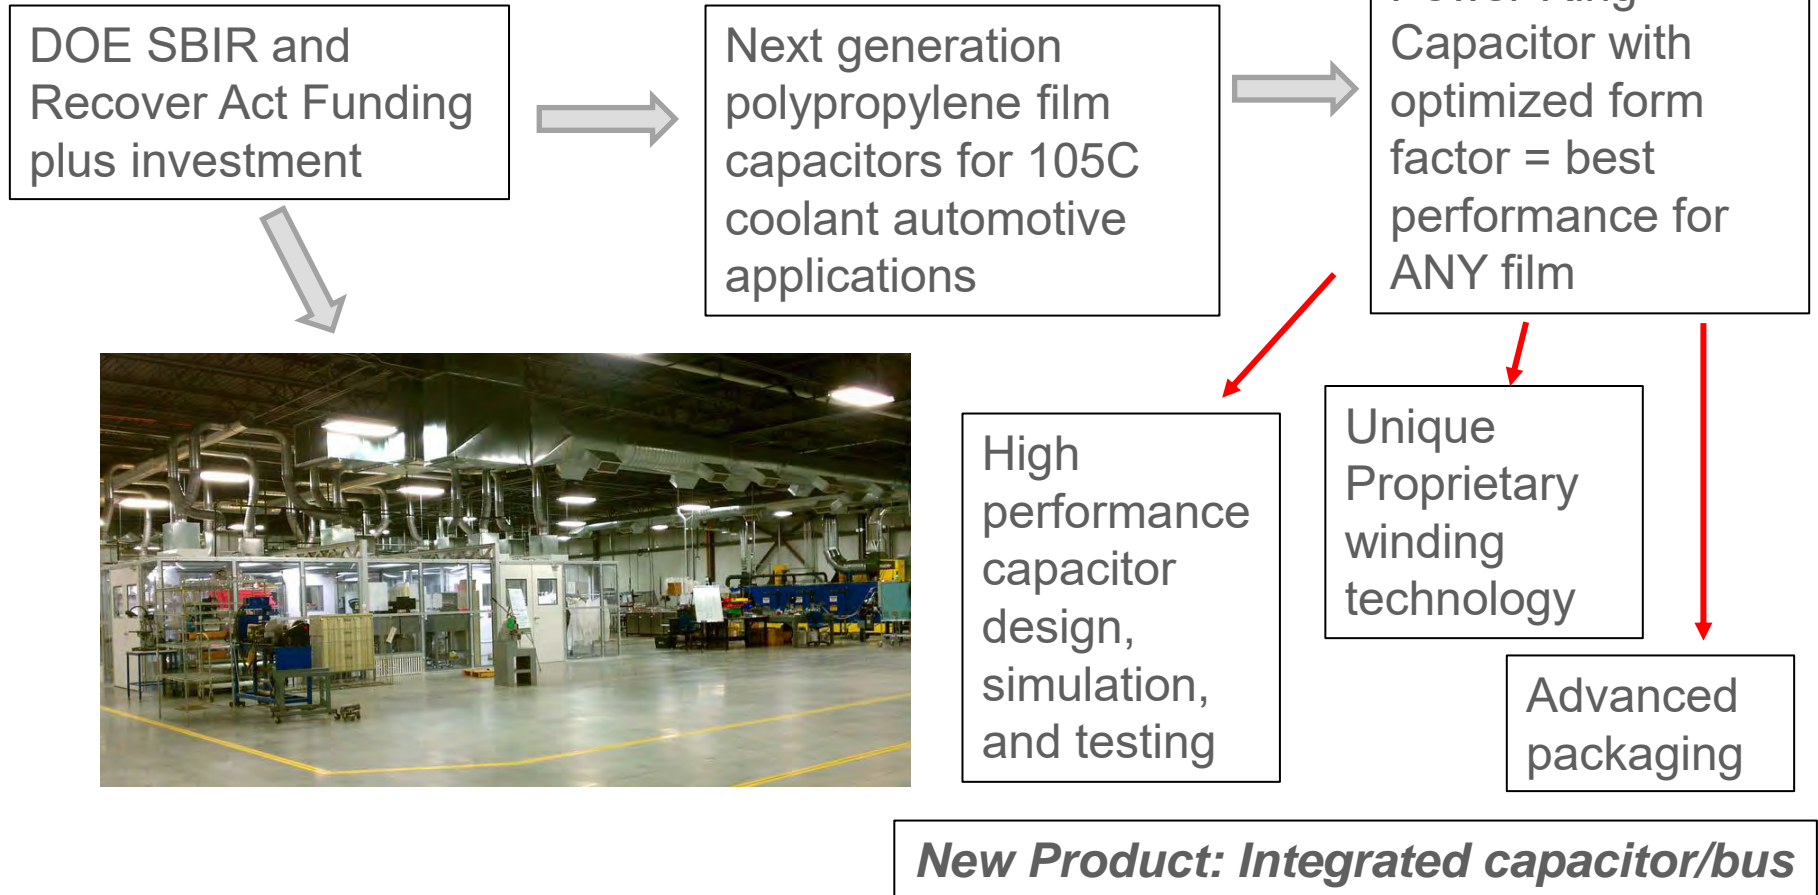 DOE SBIR and
Recover Act Funding
plus investment
Next generation
polypropylene film
capacitors for 105C
coolant automotive
applications
Capacitor with
optimized form
factor = best
performance for
ANY film
High
performance
capacitor
design,
simulation,
and testing
Unique
Proprietary
winding
technology
Advanced
packaging
New Product: Integrated capacitor/bus